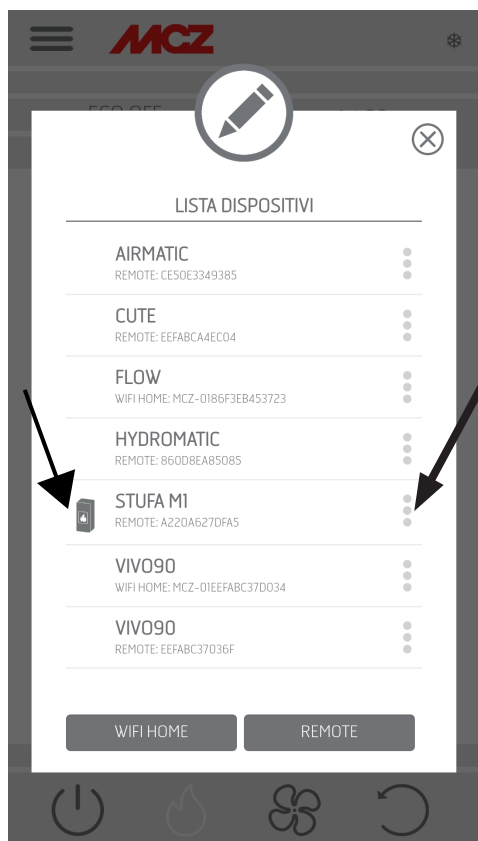 MCZ
LISTA DISPOSITIVI
AIRMATIC
REMOTE: CE50E3349385
CUTE
REMOTE: EEFABCA4EC04
FLOW
WIFI HOME: MCZ-0186F3EB453723
HYDROMATIC
REMOTE: 860D8EA85085
STUFA M1
REMOTE: A220A627DFA5
VIVO90
WIFI HOME: MCZ-01EEFABC37D034
VIVO90
REMOTE: EEFABC37036F
WIFI HOME
REMOTE